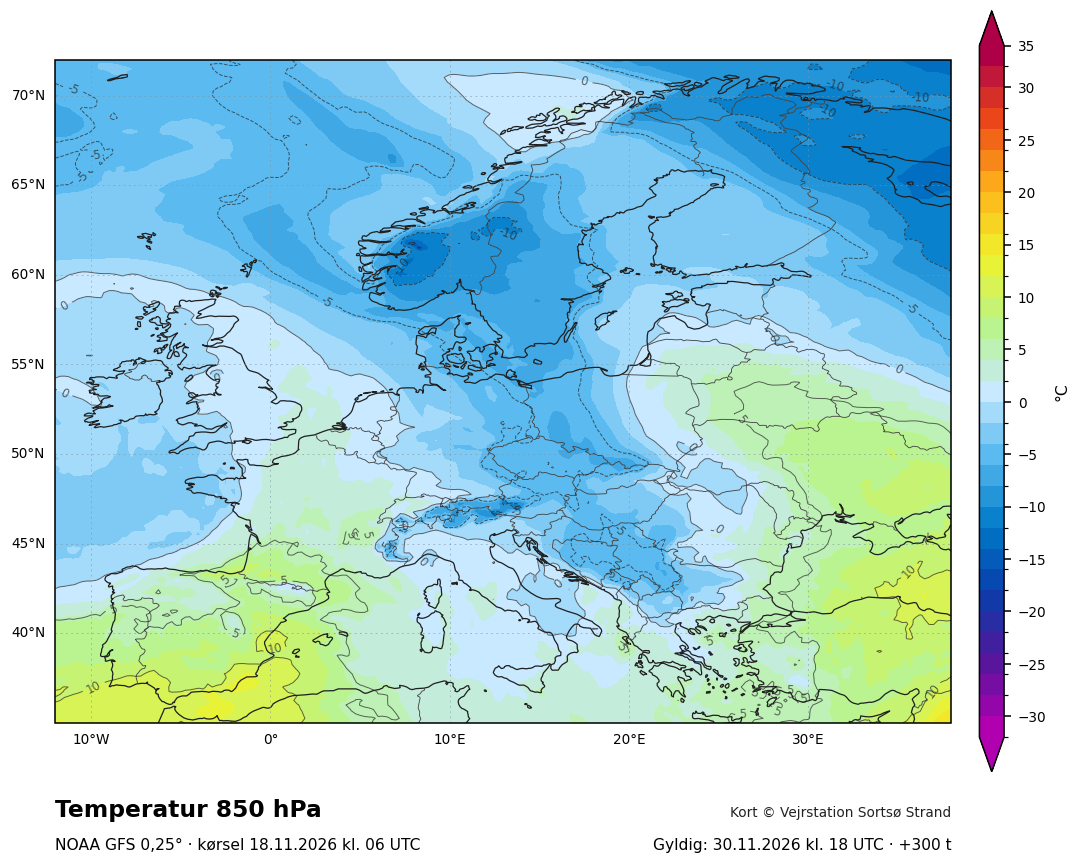 70°N
65°N
60°N
55°N
50°N
45°N
40°N
10°W
0°
10°E
20°E
30°E
35
30
25
20
15
10
5
0
−5
−10
−15
−20
−25
−30
°C
Temperatur 850 hPa
Kort © Vejrstation Sortsø Strand
NOAA GFS 0,25° · kørsel 18.11.2026 kl. 06 UTC
Gyldig: 30.11.2026 kl. 18 UTC · +300 t